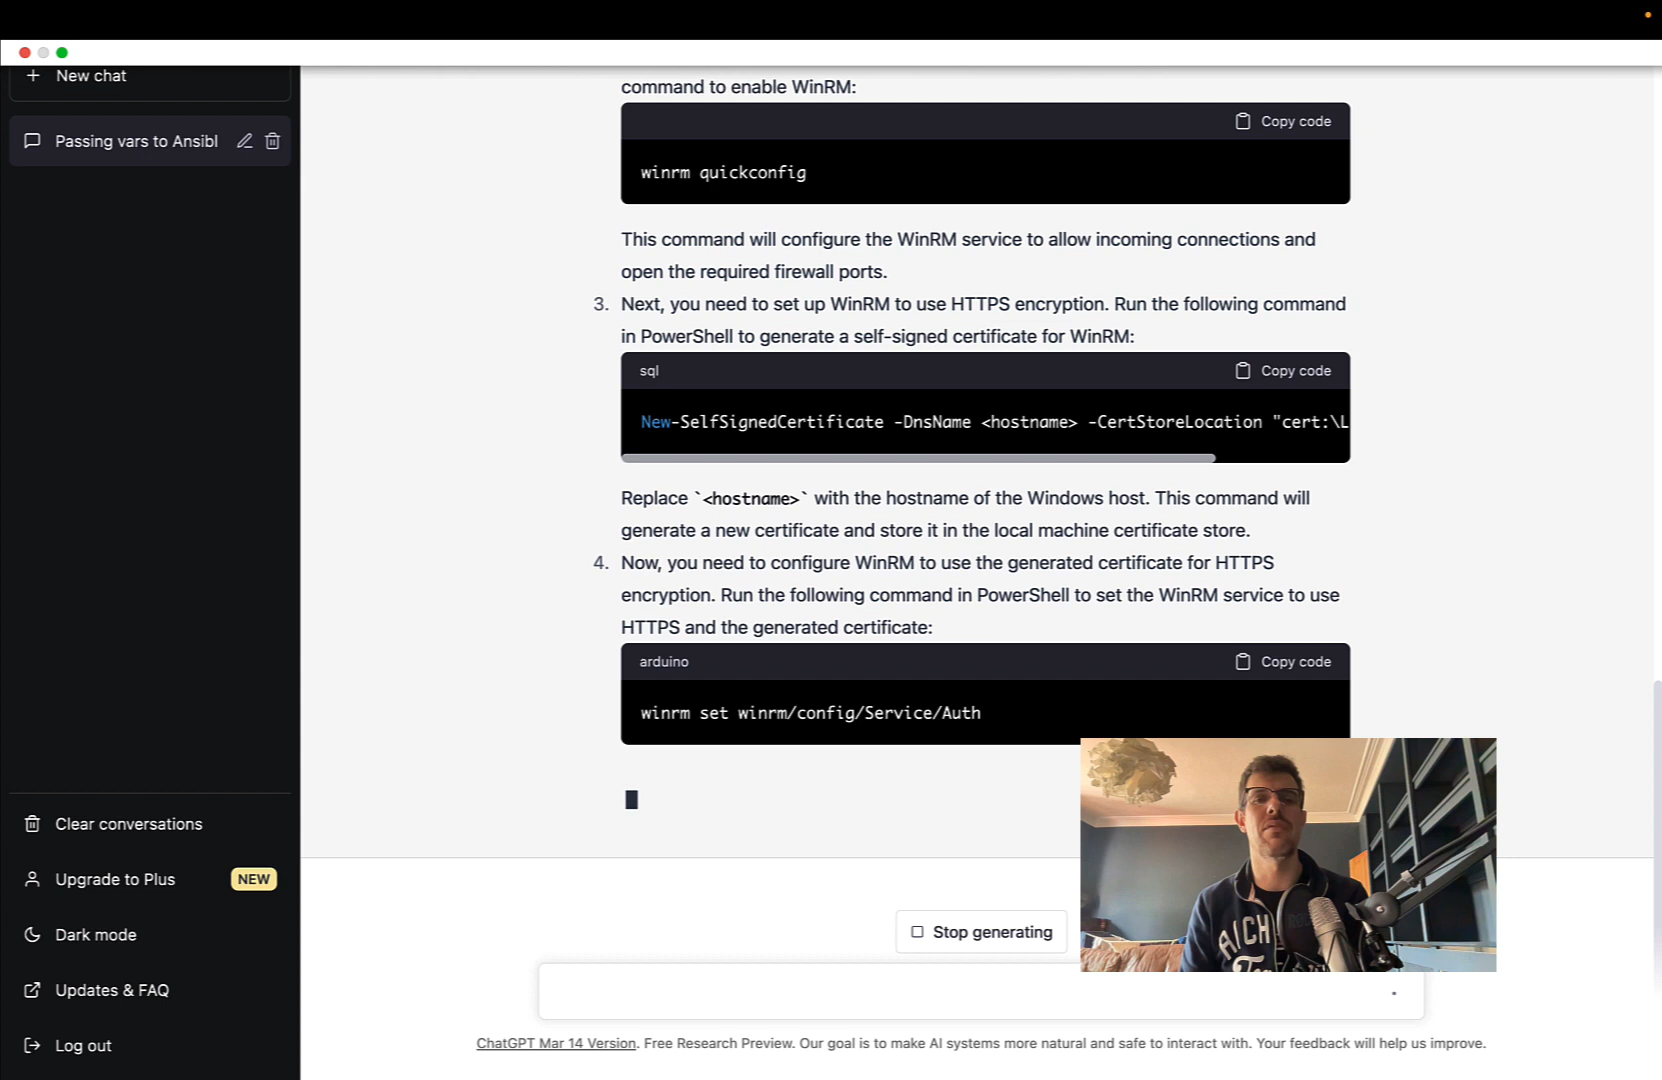 New chat
Passing vars to Ansibl
Clear conversations
Upgrade to Plus
NEW
Dark mode
Updates & FAQ
Log out
command to enable WinRM:
Copy code
winrm quickconfig
This command will configure the WinRM service to allow incoming connections and
open the required firewall ports.
3. Next, you need to set up WinRM to use HTTPS encryption. Run the following command
in PowerShell to generate a self-signed certificate for WinRM:
sql
Copy code
New-SelfSignedCertificate -DnsName <hostname> -CertStoreLocation "cert:\L
Replace `<hostname>` with the hostname of the Windows host. This command will
generate a new certificate and store it in the local machine certificate store.
4. Now, you need to configure WinRM to use the generated certificate for HTTPS
encryption. Run the following command in PowerShell to set the WinRM service to use
HTTPS and the generated certificate:
arduino
Copy code
winrm set winrm/config/Service/Auth
Stop generating
ChatGPT Mar 14 Version. Free Research Preview. Our goal is to make AI systems more natural and safe to interact with. Your feedback will help us improve.